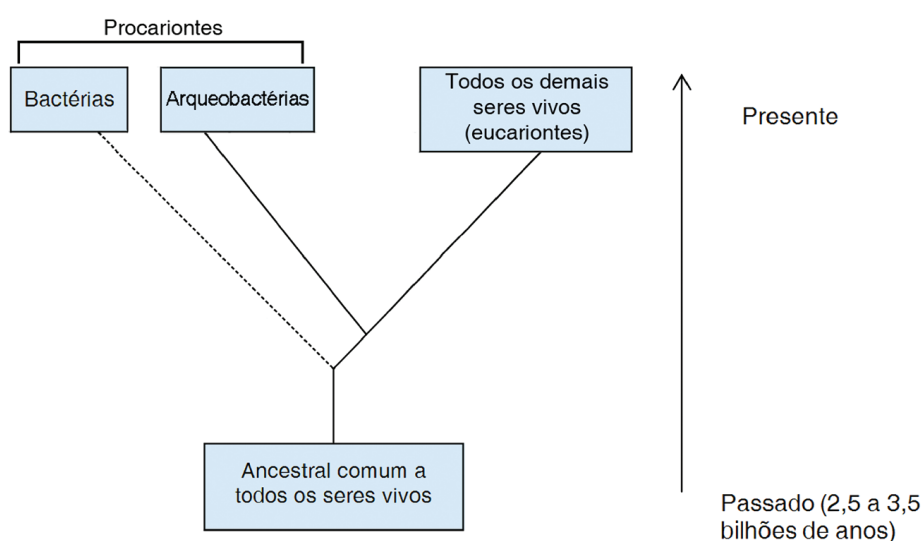 Procariontes
Bactérias
Arqueobactérias
Todos os demais
seres vivos
(eucariontes)
Presente
Ancestral comum a
todos os seres vivos
Passado (2,5 a 3,5
bilhões de anos)